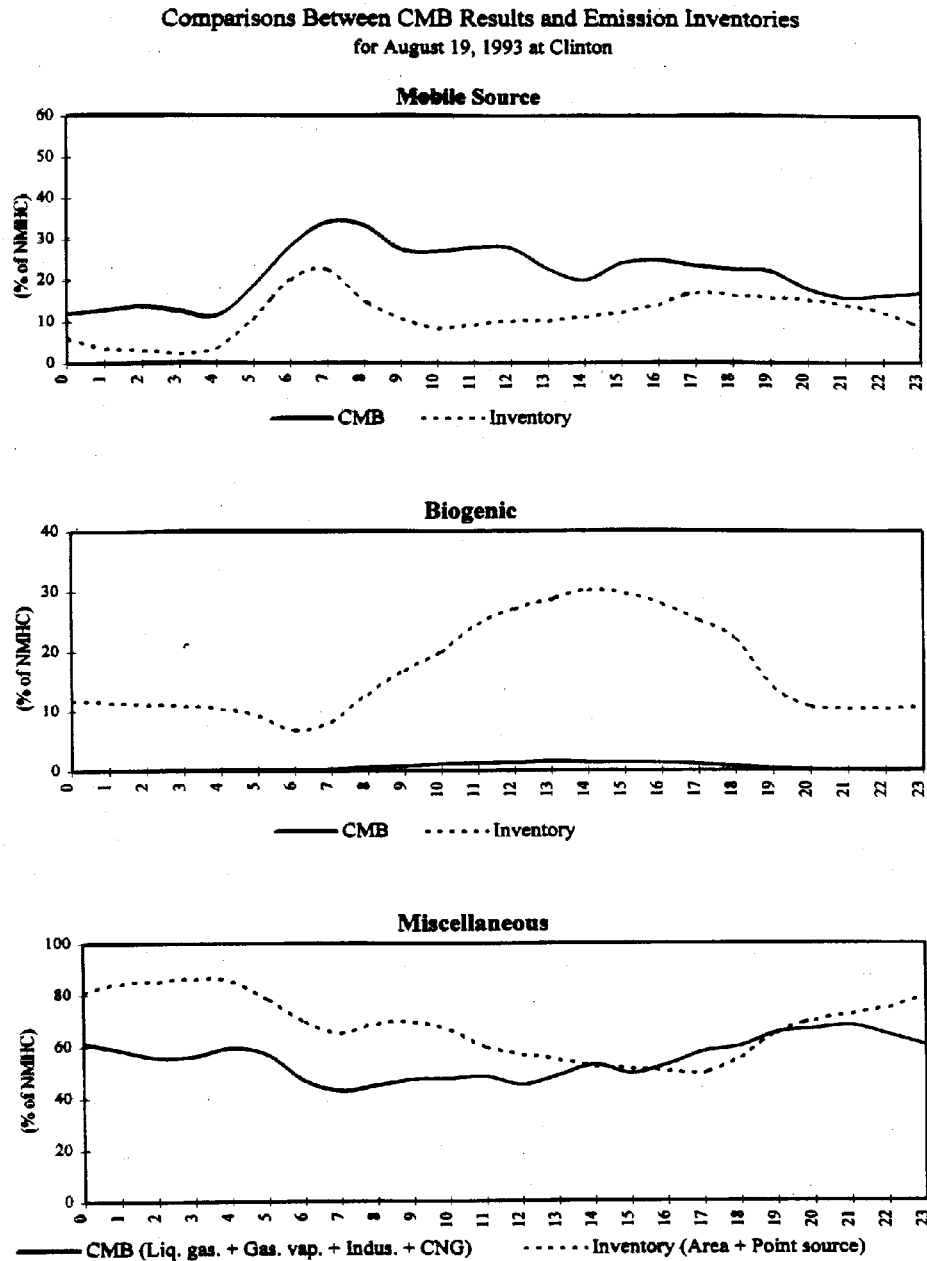 Comparisons Between CMB Results and Emission Inventories
for August 19, 1993 at Clinton
Mobile Source
60
50
40
30
20
10
0
(% of NMHC)
0 1 2 3 4 5 6 7 8 9 10 11 12 13 14 15 16 17 18 19 20 21 22 23
CMB Inventory
Biogenic
40
30
20
10
0
(% of NMHC)
0 1 2 3 4 5 6 7 8 9 10 11 12 13 14 15 16 17 18 19 20 21 22 23
CMB Inventory
Miscellaneous
100
80
60
40
20
0
(% of NMHC)
0 1 2 3 4 5 6 7 8 9 10 11 12 13 14 15 16 17 18 19 20 21 22 23
CMB (Liq. gas. + Gas. vap. + Indus. + CNG) Inventory (Area + Point source)